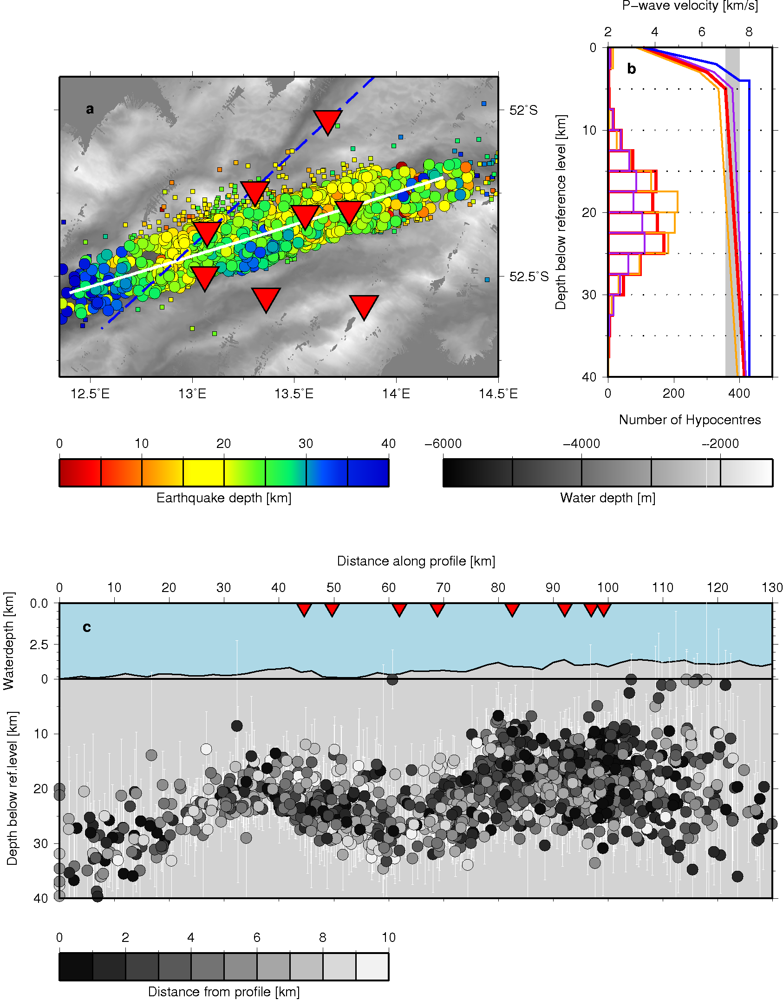 P−wave velocity [km/s]
2 4 6 8
a
52°S
52.5°S
12.5°E 13°E 13.5°E 14°E 14.5°E
b
0
10
20
30
40
Depth below reference level [km]
0 200 400
Number of Hypocentres
0 10 20 30 40
Earthquake depth [km]
−6000 −4000 −2000
Water depth [m]
Distance along profile [km]
0 10 20 30 40 50 60 70 80 90 100 110 120 130
c
0.0
2.5
0
Waterdepth [km]
10
20
30
40
Depth below ref.level [km]
0 2 4 6 8 10
Distance from profile [km]